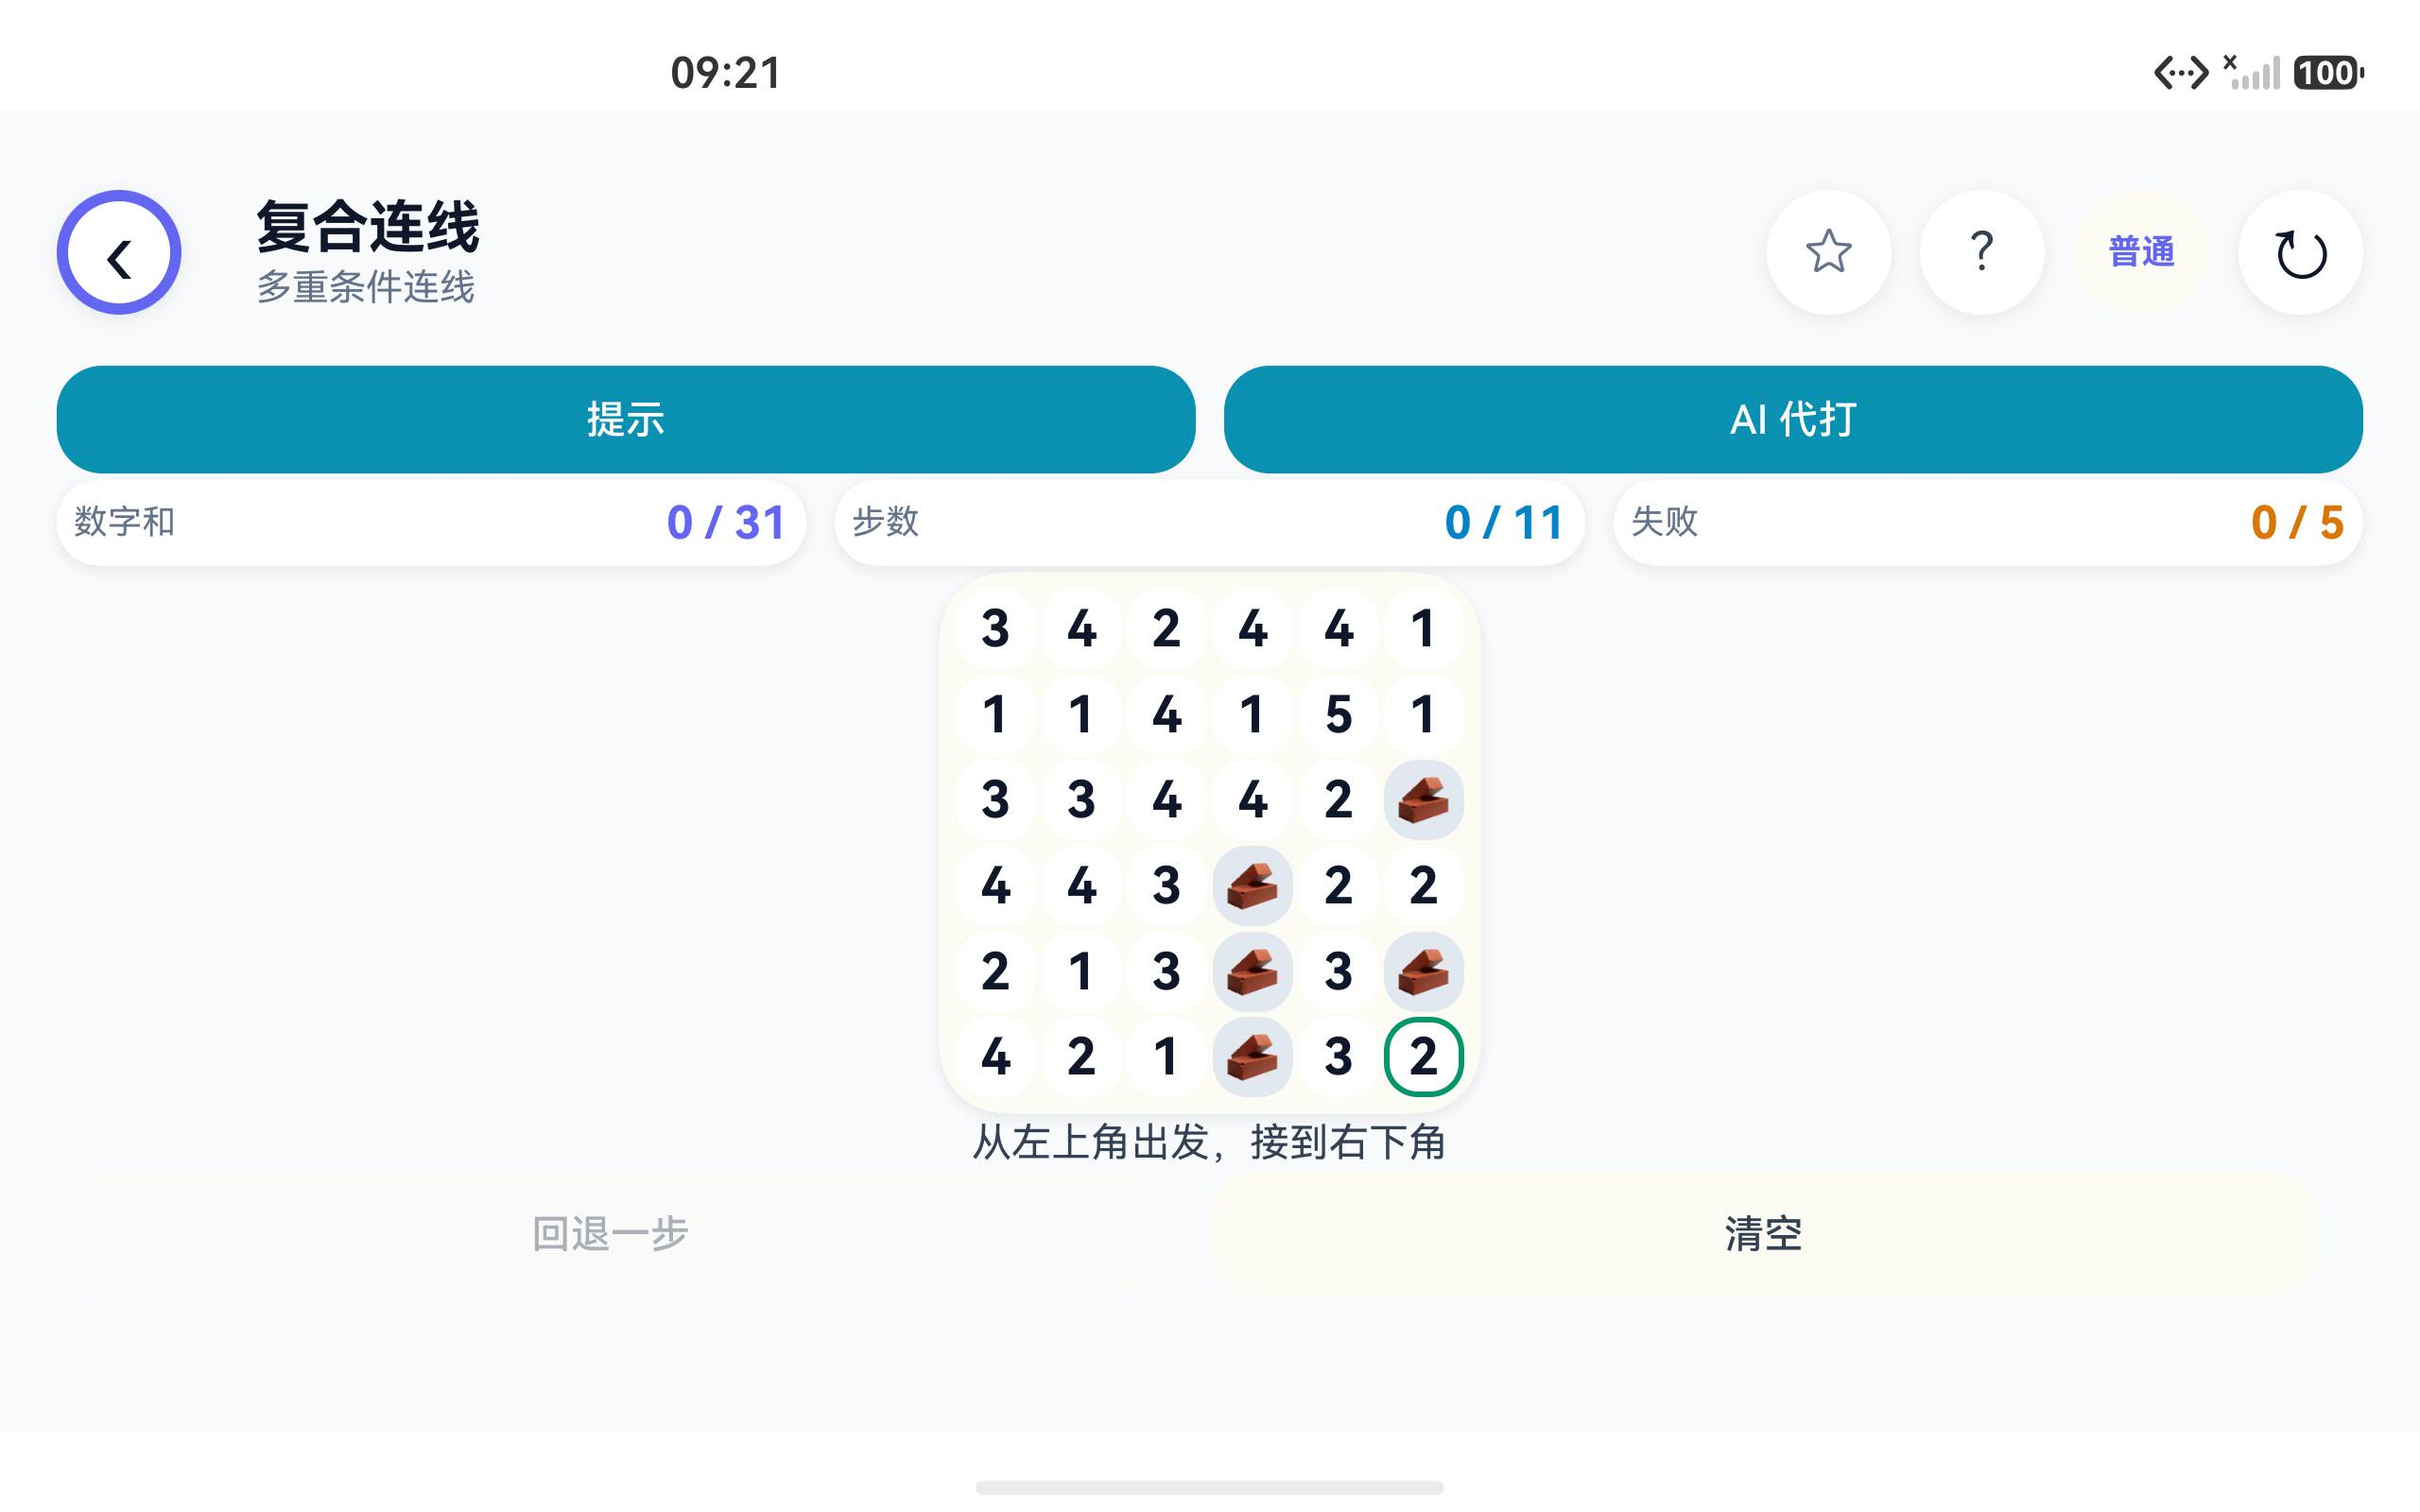 09:21
100
复合连线
多重条件连线
?
普通
提示
AI 代打
数字和 0 / 31
步数 0 / 11
失败 0 / 5
3 4 2 4 4 1
1 1 4 1 5 1
3 3 4 4 2
4 4 3 2 2
2 1 3 3
4 2 1 3 2
从左上角出发，接到右下角
回退一步
清空